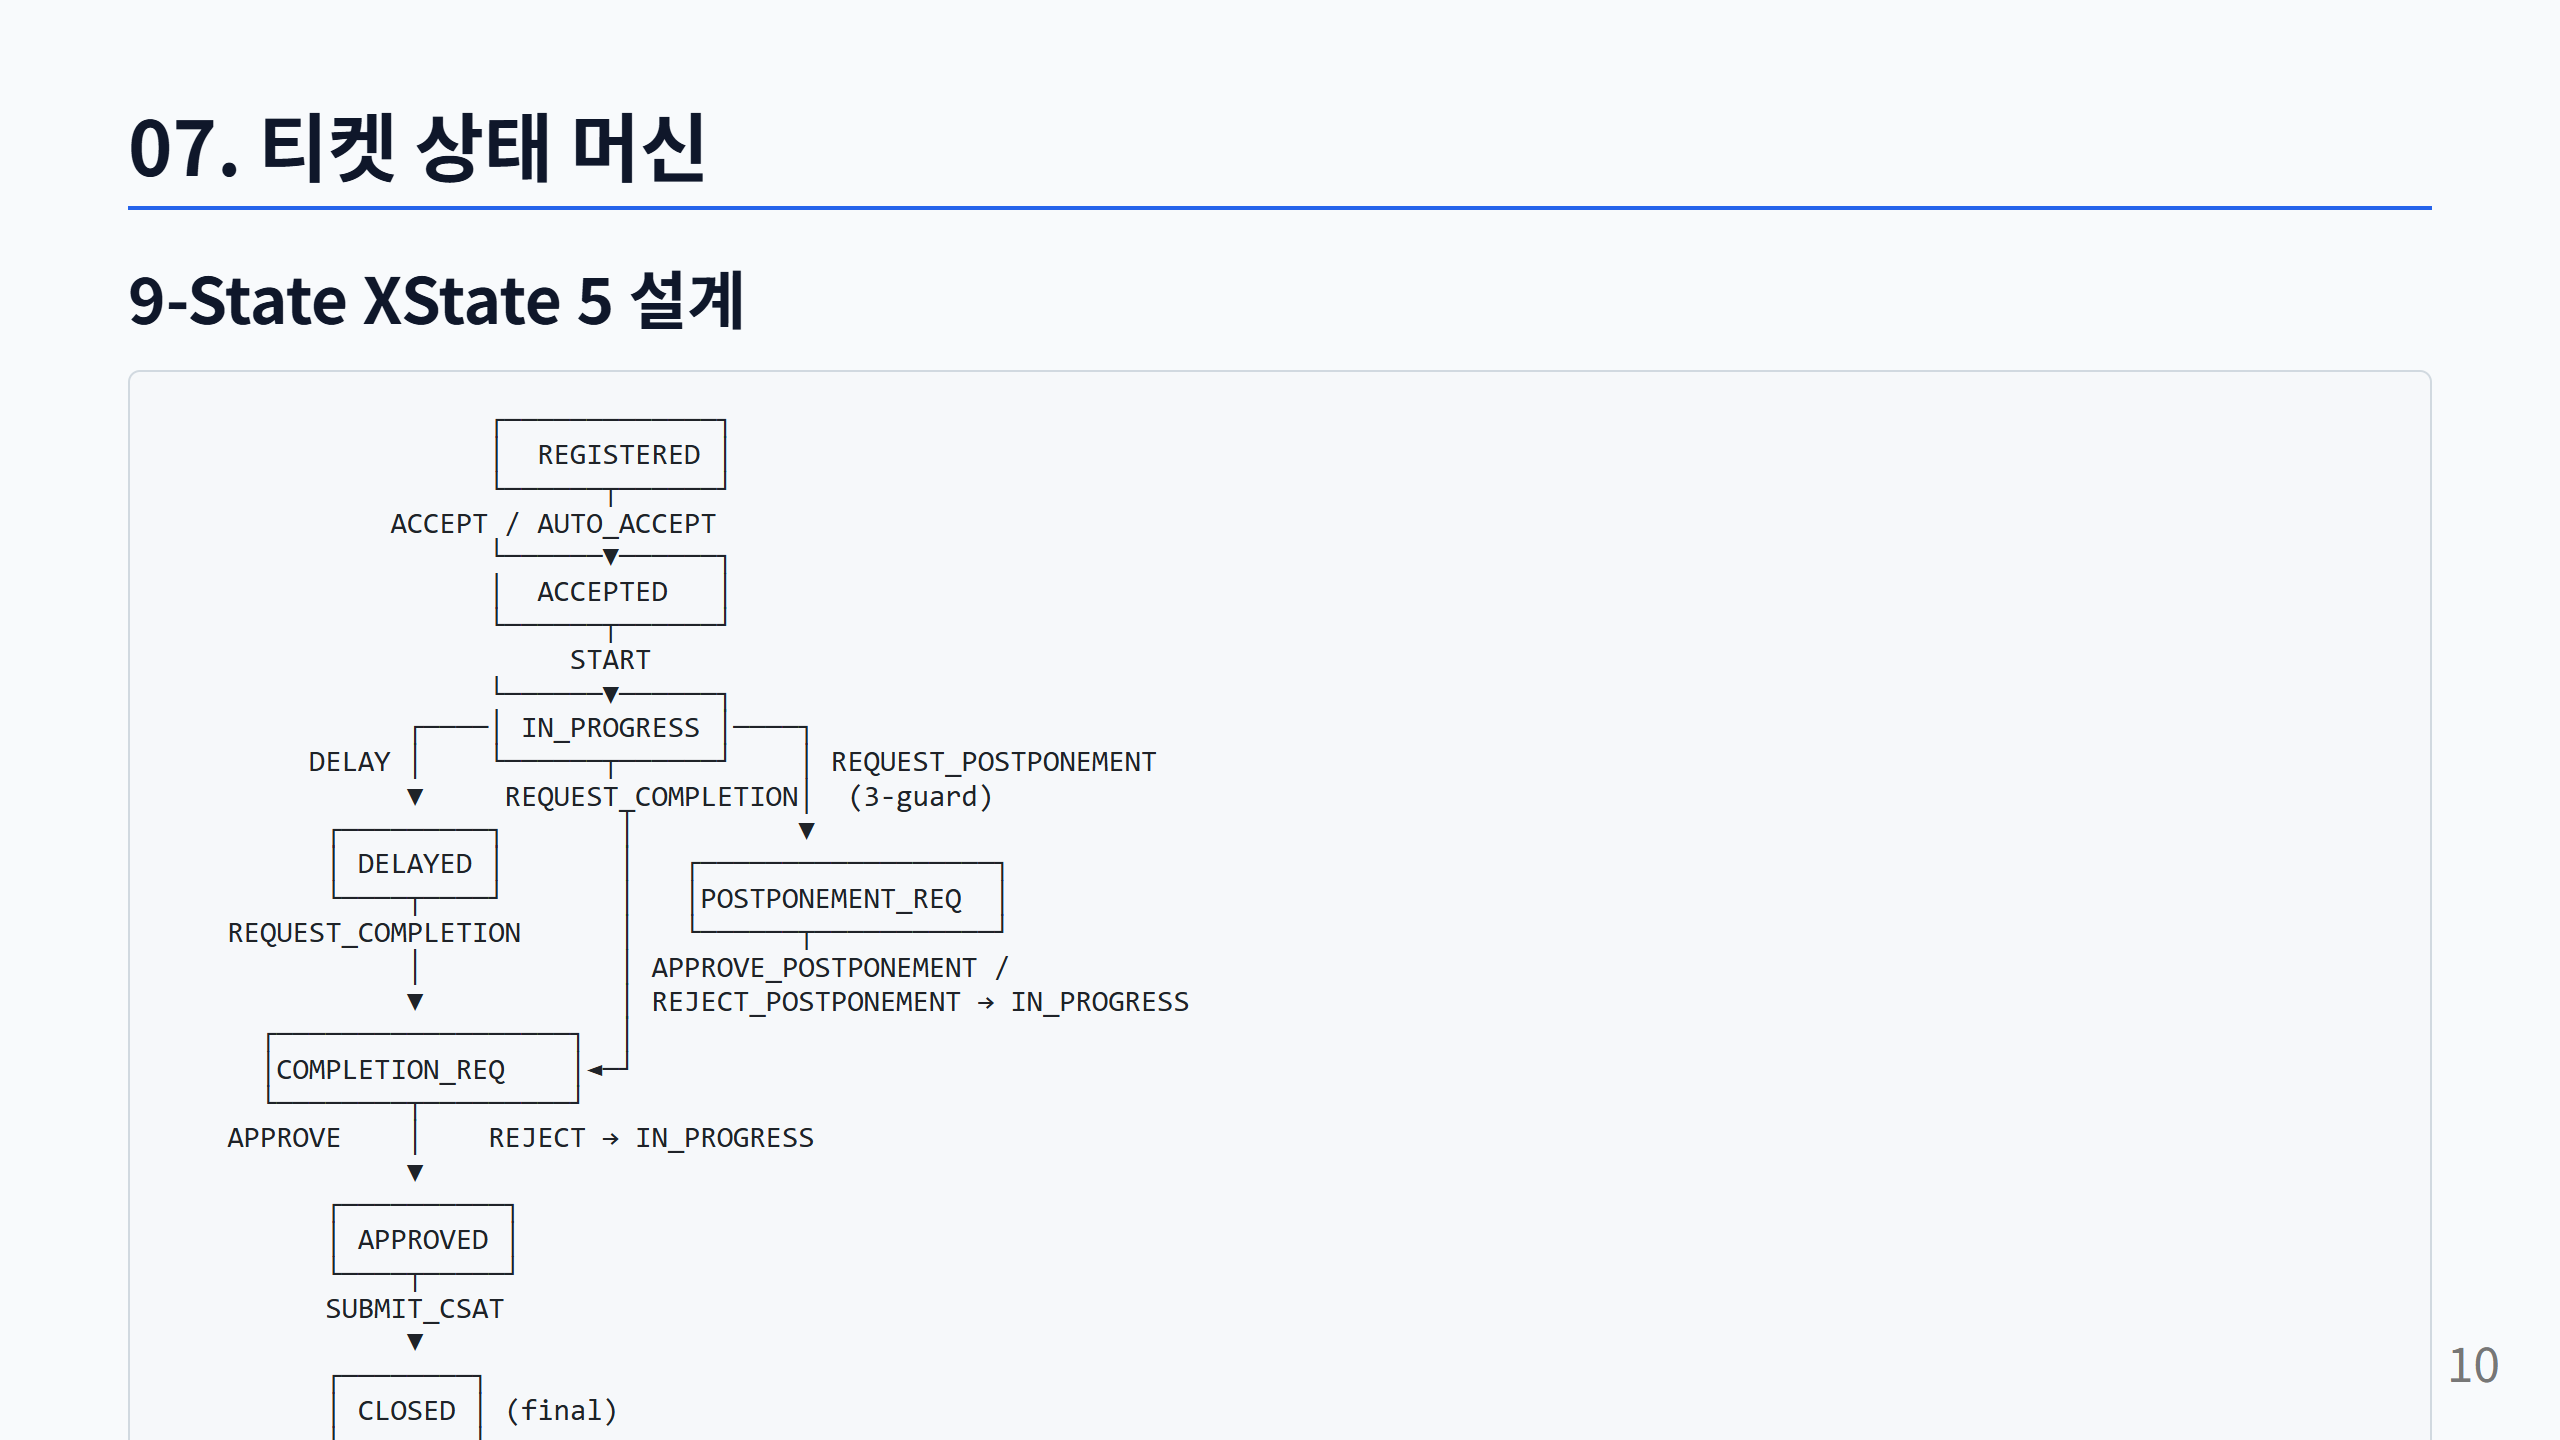 07. 티켓 상태 머신
9-State XState 5 설계
REGISTERED
ACCEPT / AUTO_ACCEPT
ACCEPTED
START
IN_PROGRESS
DELAY REQUEST_POSTPONEMENT
REQUEST_COMPLETION (3-guard)
DELAYED
POSTPONEMENT_REQ
REQUEST_COMPLETION
APPROVE_POSTPONEMENT /
REJECT_POSTPONEMENT → IN_PROGRESS
COMPLETION_REQ
APPROVE REJECT → IN_PROGRESS
APPROVED
SUBMIT_CSAT
CLOSED (final)
10